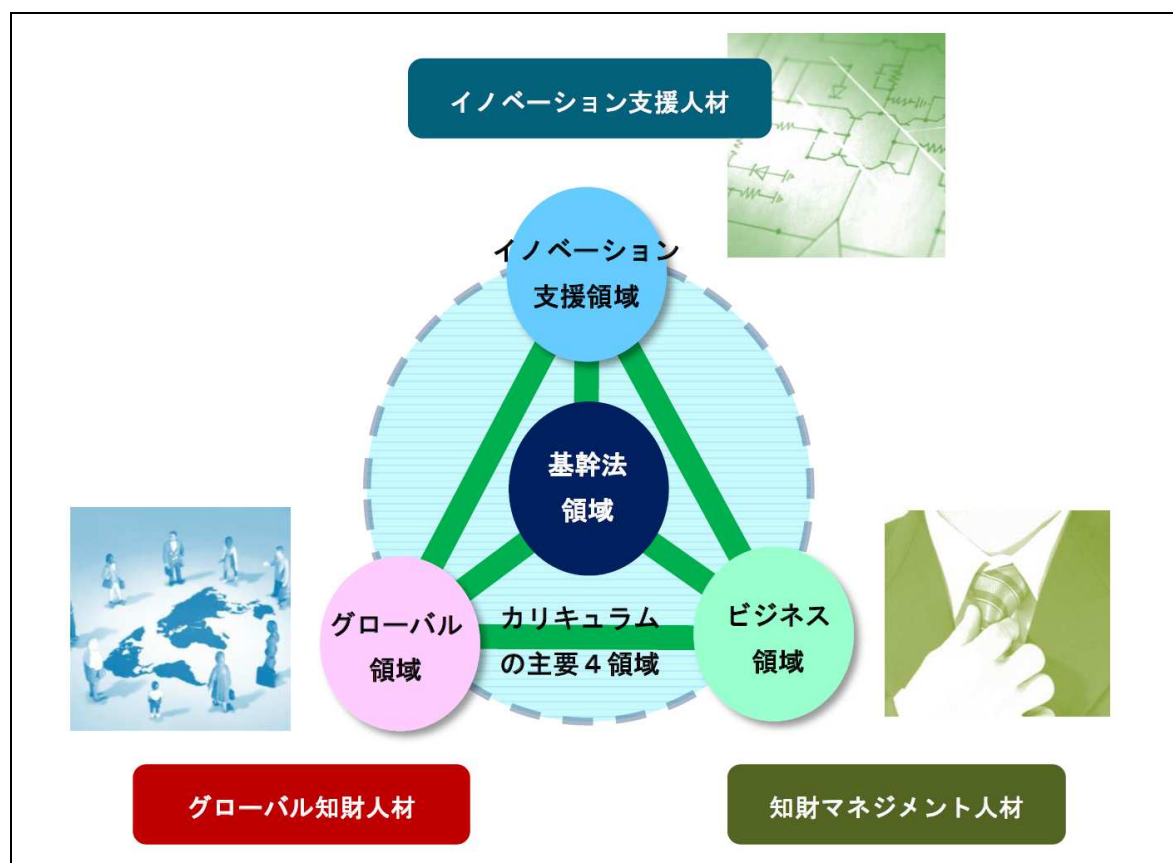 イノベーション支援人材
イノベーション
支援領域
基幹法
領域
グローバル
領域
カリキュラム
の主要４領域
ビジネス
領域
グローバル知財人材
知財マネジメント人材